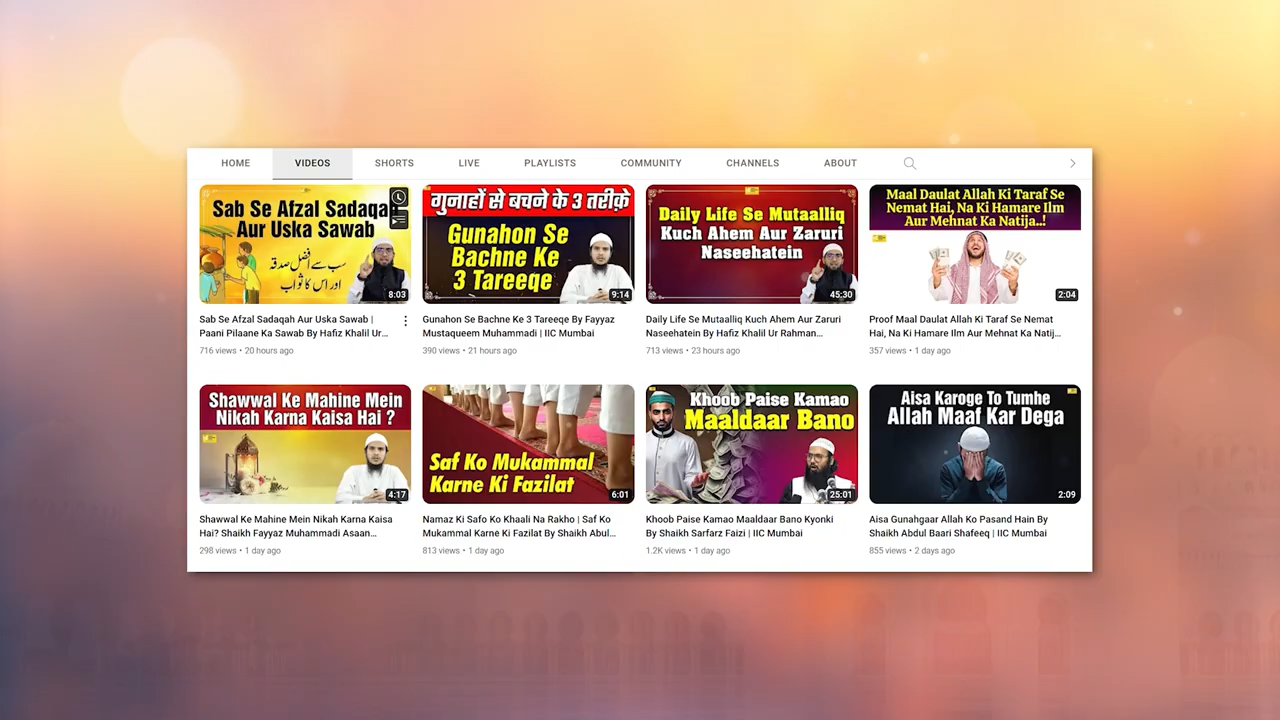 HOME VIDEOS SHORTS LIVE PLAYLISTS COMMUNITY CHANNELS ABOUT
Sab Se Afzal Sadaqa
Aur Uska Sawab
سب سے افضل صدقہ
اور اس کا ثواب
8:03
गुनाहों से बचने के 3 तरीक़े
Gunahon Se
Bachne Ke
3 Tareeqe
9:14
Daily Life Se Mutaalliq
Kuch Ahem Aur Zaruri
Naseehatein
45:30
Maal Daulat Allah Ki Taraf Se
Nemat Hai, Na Ki Hamare Ilm
Aur Mehnat Ka Natija..!
2:04
Sab Se Afzal Sadaqah Aur Uska Sawab |
Paani Pilaane Ka Sawab By Hafiz Khalil Ur...
716 views • 20 hours ago
Gunahon Se Bachne Ke 3 Tareeqe By Fayyaz
Mustaqueem Muhammadi | IIC Mumbai
390 views • 21 hours ago
Daily Life Se Mutaalliq Kuch Ahem Aur Zaruri
Naseehatein By Hafiz Khalil Ur Rahman...
713 views • 23 hours ago
Proof Maal Daulat Allah Ki Taraf Se Nemat
Hai, Na Ki Hamare Ilm Aur Mehnat Ka Natij...
357 views • 1 day ago
Shawwal Ke Mahine Mein
Nikah Karna Kaisa Hai ?
4:17
Saf Ko Mukammal
Karne Ki Fazilat
6:01
Khoob Paise Kamao
Maaldaar Bano
25:01
Aisa Karoge To Tumhe
Allah Maaf Kar Dega
2:09
Shawwal Ke Mahine Mein Nikah Karna Kaisa
Hai? Shaikh Fayyaz Muhammadi Asaan...
298 views • 1 day ago
Namaz Ki Safo Ko Khaali Na Rakho | Saf Ko
Mukammal Karne Ki Fazilat By Shaikh Abul...
813 views • 1 day ago
Khoob Paise Kamao Maaldaar Bano Kyonki
By Shaikh Sarfarz Faizi | IIC Mumbai
1.2K views • 1 day ago
Aisa Gunahgaar Allah Ko Pasand Hain By
Shaikh Abdul Baari Shafeeq | IIC Mumbai
855 views • 2 days ago